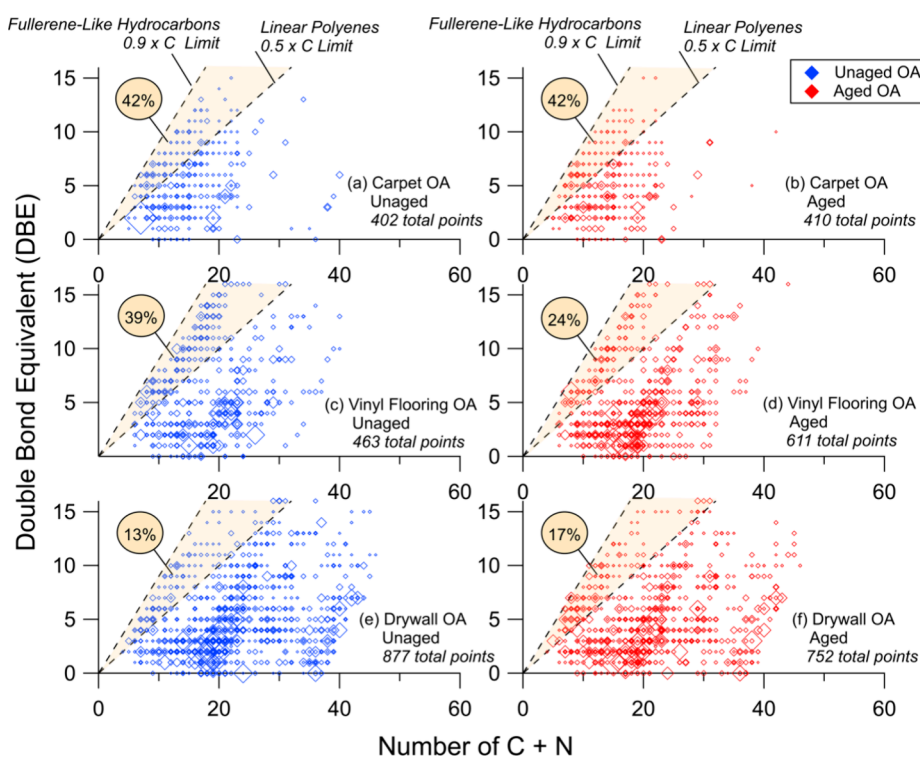 Fullerene-Like Hydrocarbons
0.9 x C Limit
Linear Polyenes
0.5 x C Limit
Fullerene-Like Hydrocarbons
0.9 x C Limit
Linear Polyenes
0.5 x C Limit
Unaged OA
Aged OA
Double Bond Equivalent (DBE)
15
10
5
0
42%
(a) Carpet OA
Unaged
402 total points
0
20
40
60
15
10
5
0
42%
(b) Carpet OA
Aged
410 total points
0
20
40
60
15
10
5
0
39%
(c) Vinyl Flooring OA
Unaged
463 total points
20
40
60
15
10
5
0
24%
(d) Vinyl Flooring OA
Aged
611 total points
20
40
60
15
10
5
0
13%
(e) Drywall OA
Unaged
877 total points
0
20
40
60
15
10
5
0
17%
(f) Drywall OA
Aged
752 total points
0
20
40
60
Number of C + N